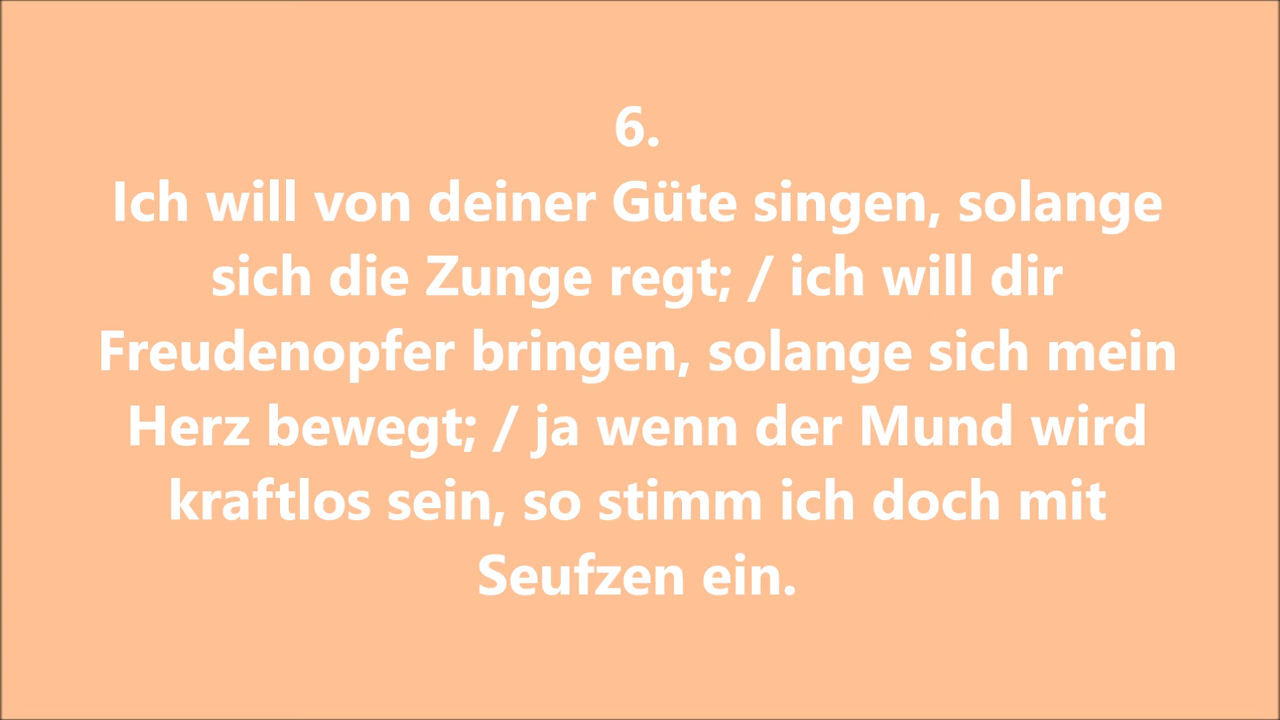 6.
Ich will von deiner Güte singen, solange
sich die Zunge regt; / ich will dir
Freudenopfer bringen, solange sich mein
Herz bewegt; / ja wenn der Mund wird
kraftlos sein, so stimm ich doch mit
Seufzen ein.